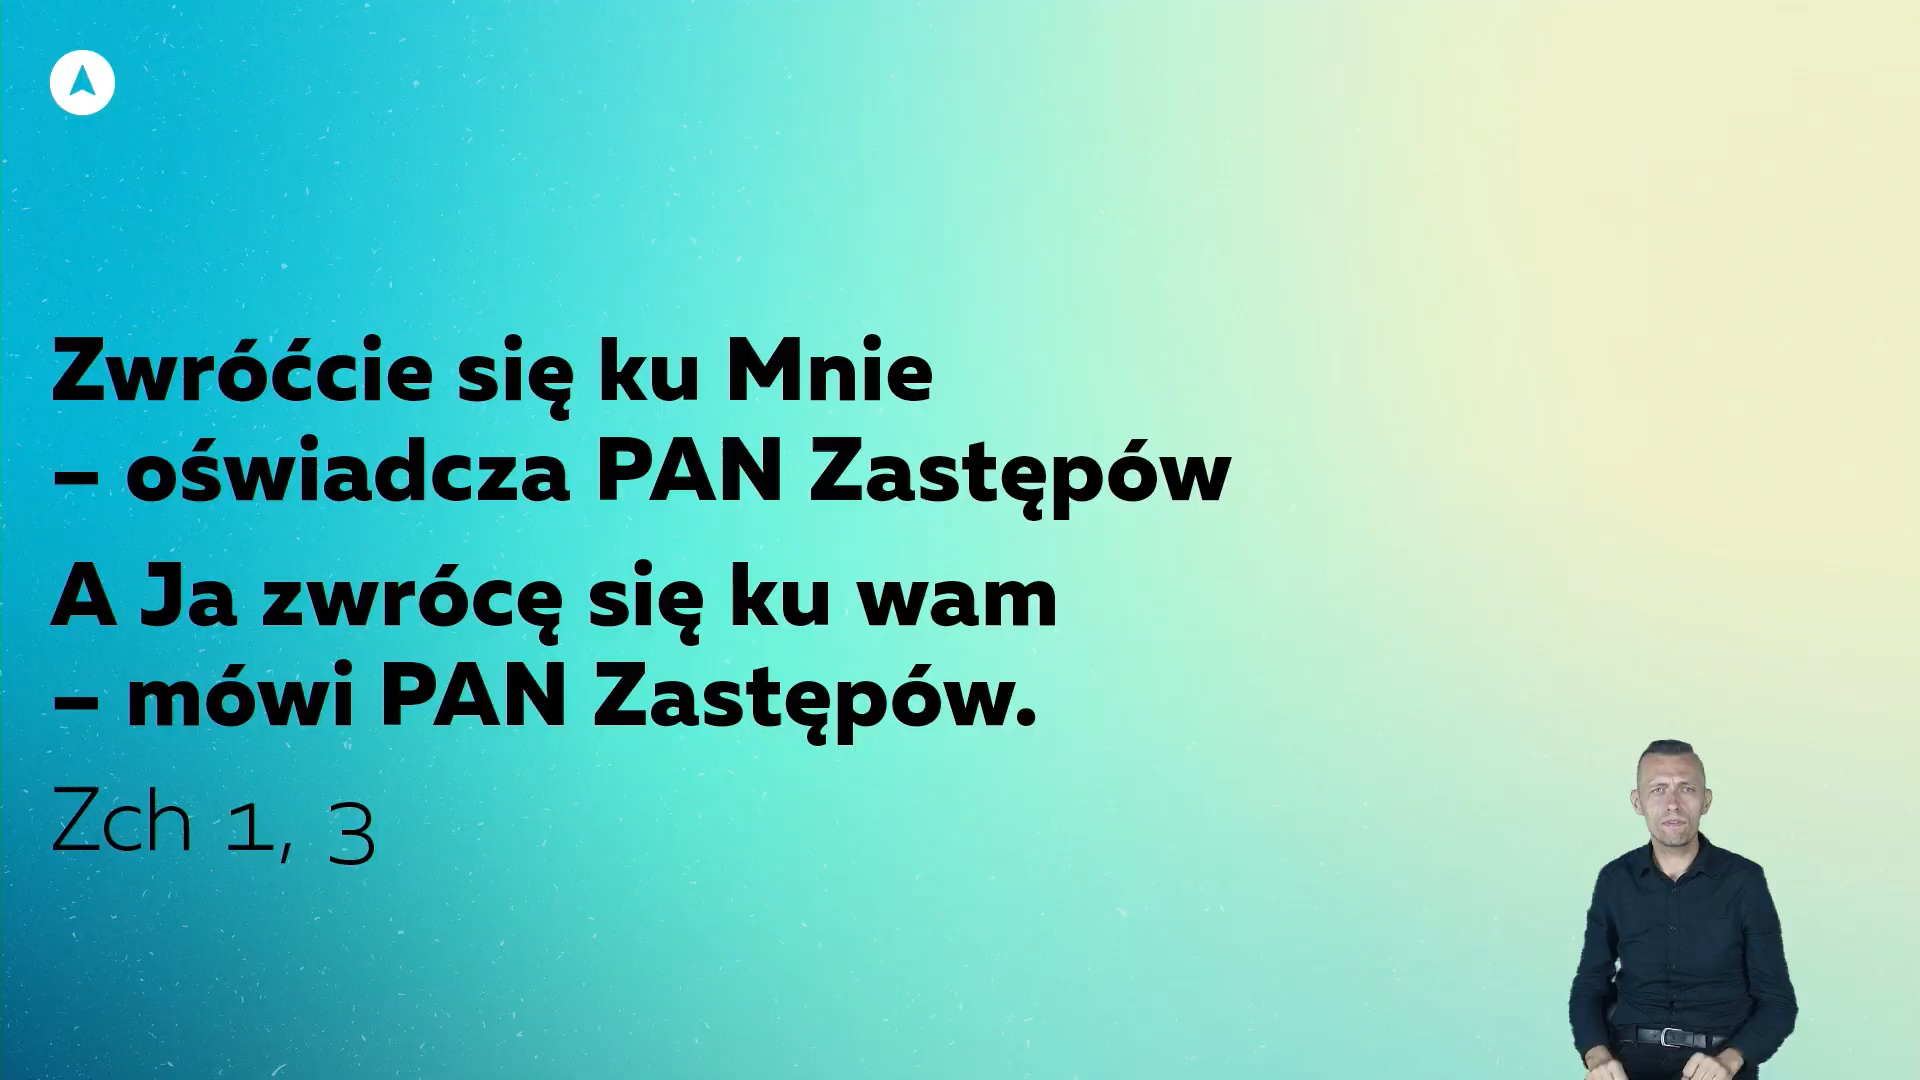 Zwróćcie się ku Mnie
– oświadcza PAN Zastępów
A Ja zwrócę się ku wam
– mówi PAN Zastępów.
Zch 1, 3